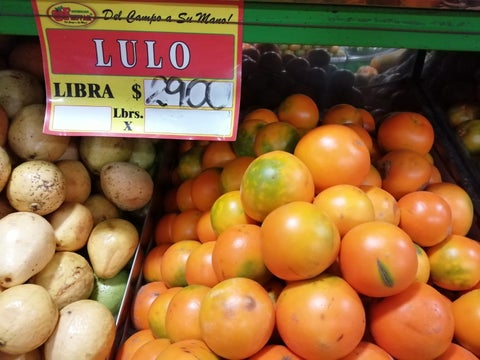 Del Campo a Su Mano!
LULO
LIBRA $ 2900
Lbrs.
X